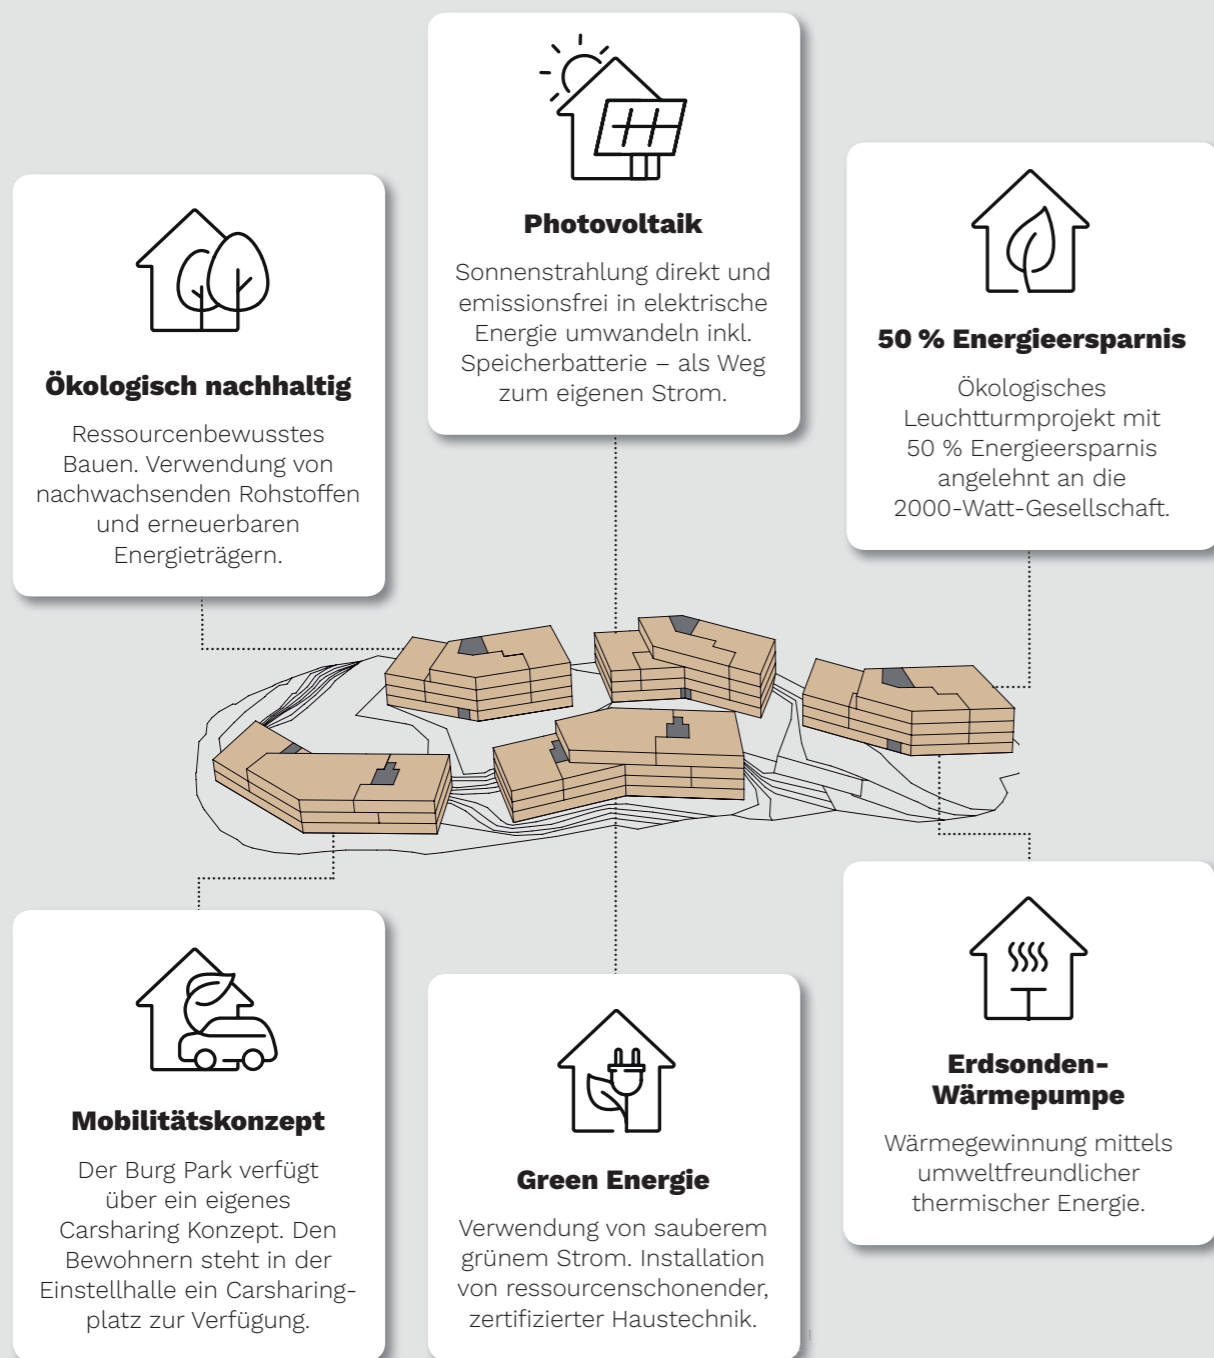 Photovoltaik
Sonnenstrahlung direkt und
emissionsfrei in elektrische
Energie umwandeln inkl.
Speicherbatterie – als Weg
zum eigenen Strom.
Ökologisch nachhaltig
Ressourcenbewusstes
Bauen. Verwendung von
nachwachsenden Rohstoffen
und erneuerbaren
Energieträgern.
50 % Energieersparnis
Ökologisches
Leuchtturmprojekt mit
50 % Energieersparnis
angelehnt an die
2000-Watt-Gesellschaft.
Mobilitätskonzept
Der Burg Park verfügt
über ein eigenes
Carsharing Konzept. Den
Bewohnern steht in der
Einstellhalle ein Carsharing-
platz zur Verfügung.
Green Energie
Verwendung von sauberem
grünem Strom. Installation
von ressourcenschonender,
zertifizierter Haustechnik.
Erdsonden-
Wärmepumpe
Wärmegewinnung mittels
umweltfreundlicher
thermischer Energie.